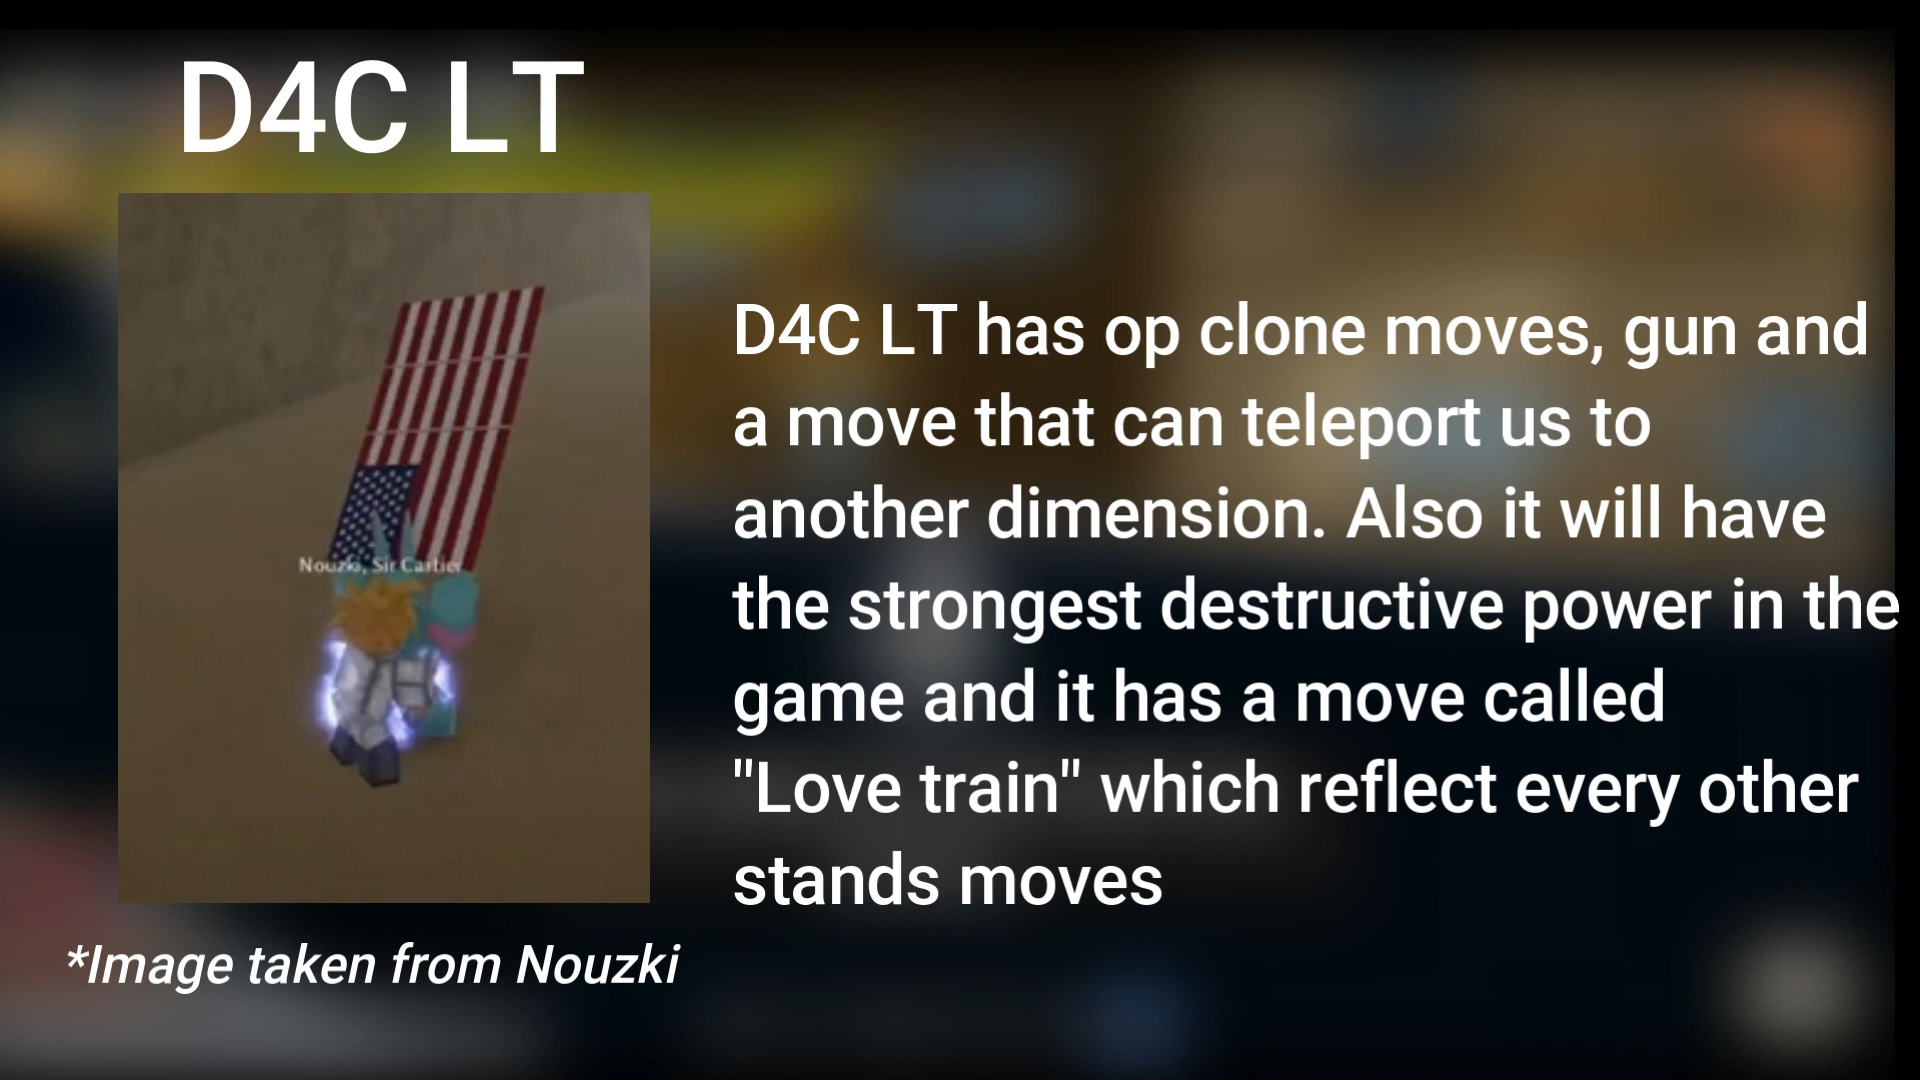 D4C LT
Nouzki, Sir Cartier
D4C LT has op clone moves, gun and
a move that can teleport us to
another dimension. Also it will have
the strongest destructive power in the
game and it has a move called
"Love train" which reflect every other
stands moves
*Image taken from Nouzki